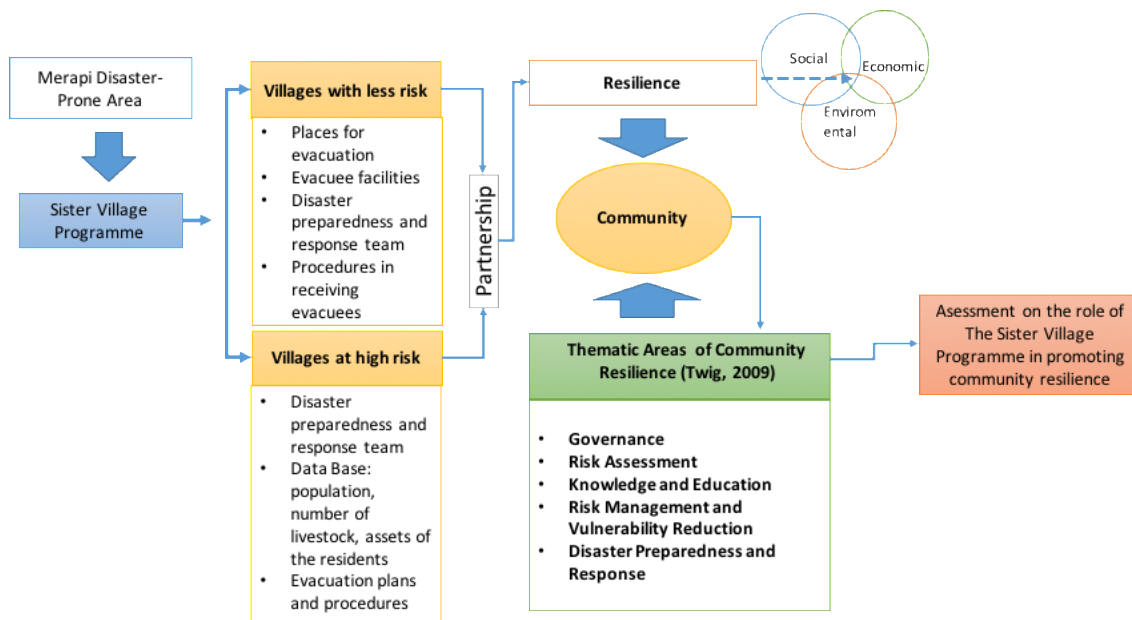 Merapi Disaster-
Prone Area
Sister Village
Programme
Villages with less risk
• Places for
evacuation
• Evacuee facilities
• Disaster
preparedness and
response team
• Procedures in
receiving
evacuees
Villages at high risk
• Disaster
preparedness and
response team
• Data Base:
population,
number of
livestock, assets of
the residents
• Evacuation plans
and procedures
Partnership
Resilience
Social
Economic
Envirom
ental
Community
Thematic Areas of Community
Resilience (Twig, 2009)
• Governance
• Risk Assessment
• Knowledge and Education
• Risk Management and
Vulnerability Reduction
• Disaster Preparedness and
Response
Asessment on the role of
The Sister Village
Programme in promoting
community resilience